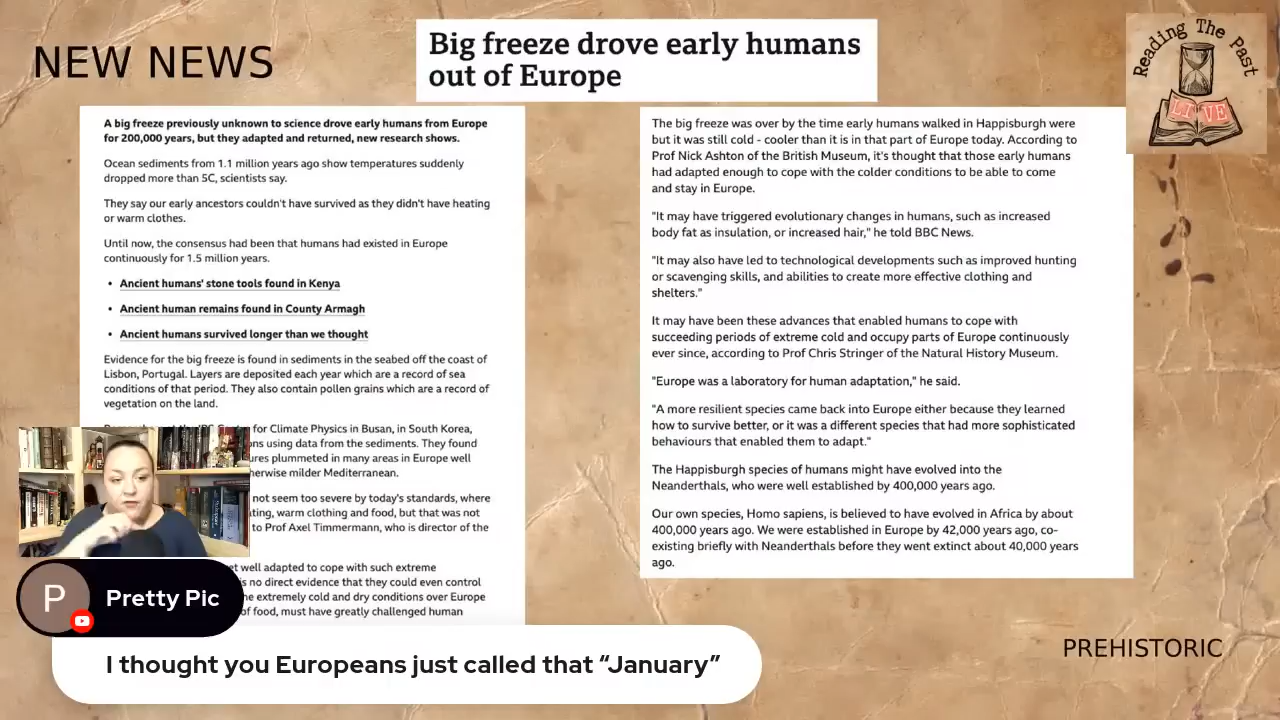 NEW NEWS
Big freeze drove early humans
out of Europe
Reading The Past
LIVE
A big freeze previously unknown to science drove early humans from Europe
for 200,000 years, but they adapted and returned, new research shows.
Ocean sediments from 1.1 million years ago show temperatures suddenly
dropped more than 5C, scientists say.
They say our early ancestors couldn't have survived as they didn't have heating
or warm clothes.
Until now, the consensus had been that humans had existed in Europe
continuously for 1.5 million years.
• Ancient humans' stone tools found in Kenya
• Ancient human remains found in County Armagh
• Ancient humans survived longer than we thought
Evidence for the big freeze is found in sediments in the seabed off the coast of
Lisbon, Portugal. Layers are deposited each year which are a record of sea
conditions of that period. They also contain pollen grains which are a record of
vegetation on the land.
for Climate Physics in Busan, in South Korea,
using data from the sediments. They found
plummeted in many areas in Europe well
milder Mediterranean.
not seem too severe by today's standards, where
warm clothing and food, but that was not
to Prof Axel Timmermann, who is director of the
well adapted to cope with such extreme
no direct evidence that they could even control
extremely cold and dry conditions over Europe
of food, must have greatly challenged human
The big freeze was over by the time early humans walked in Happisburgh were
but it was still cold - cooler than it is in that part of Europe today. According to
Prof Nick Ashton of the British Museum, it's thought that those early humans
had adapted enough to cope with the colder conditions to be able to come
and stay in Europe.
"It may have triggered evolutionary changes in humans, such as increased
body fat as insulation, or increased hair," he told BBC News.
"It may also have led to technological developments such as improved hunting
or scavenging skills, and abilities to create more effective clothing and
shelters."
It may have been these advances that enabled humans to cope with
succeeding periods of extreme cold and occupy parts of Europe continuously
ever since, according to Prof Chris Stringer of the Natural History Museum.
"Europe was a laboratory for human adaptation," he said.
"A more resilient species came back into Europe either because they learned
how to survive better, or it was a different species that had more sophisticated
behaviours that enabled them to adapt."
The Happisburgh species of humans might have evolved into the
Neanderthals, who were well established by 400,000 years ago.
Our own species, Homo sapiens, is believed to have evolved in Africa by about
400,000 years ago. We were established in Europe by 42,000 years ago, co-
existing briefly with Neanderthals before they went extinct about 40,000 years
ago.
P
Pretty Pic
I thought you Europeans just called that “January”
PREHISTORIC